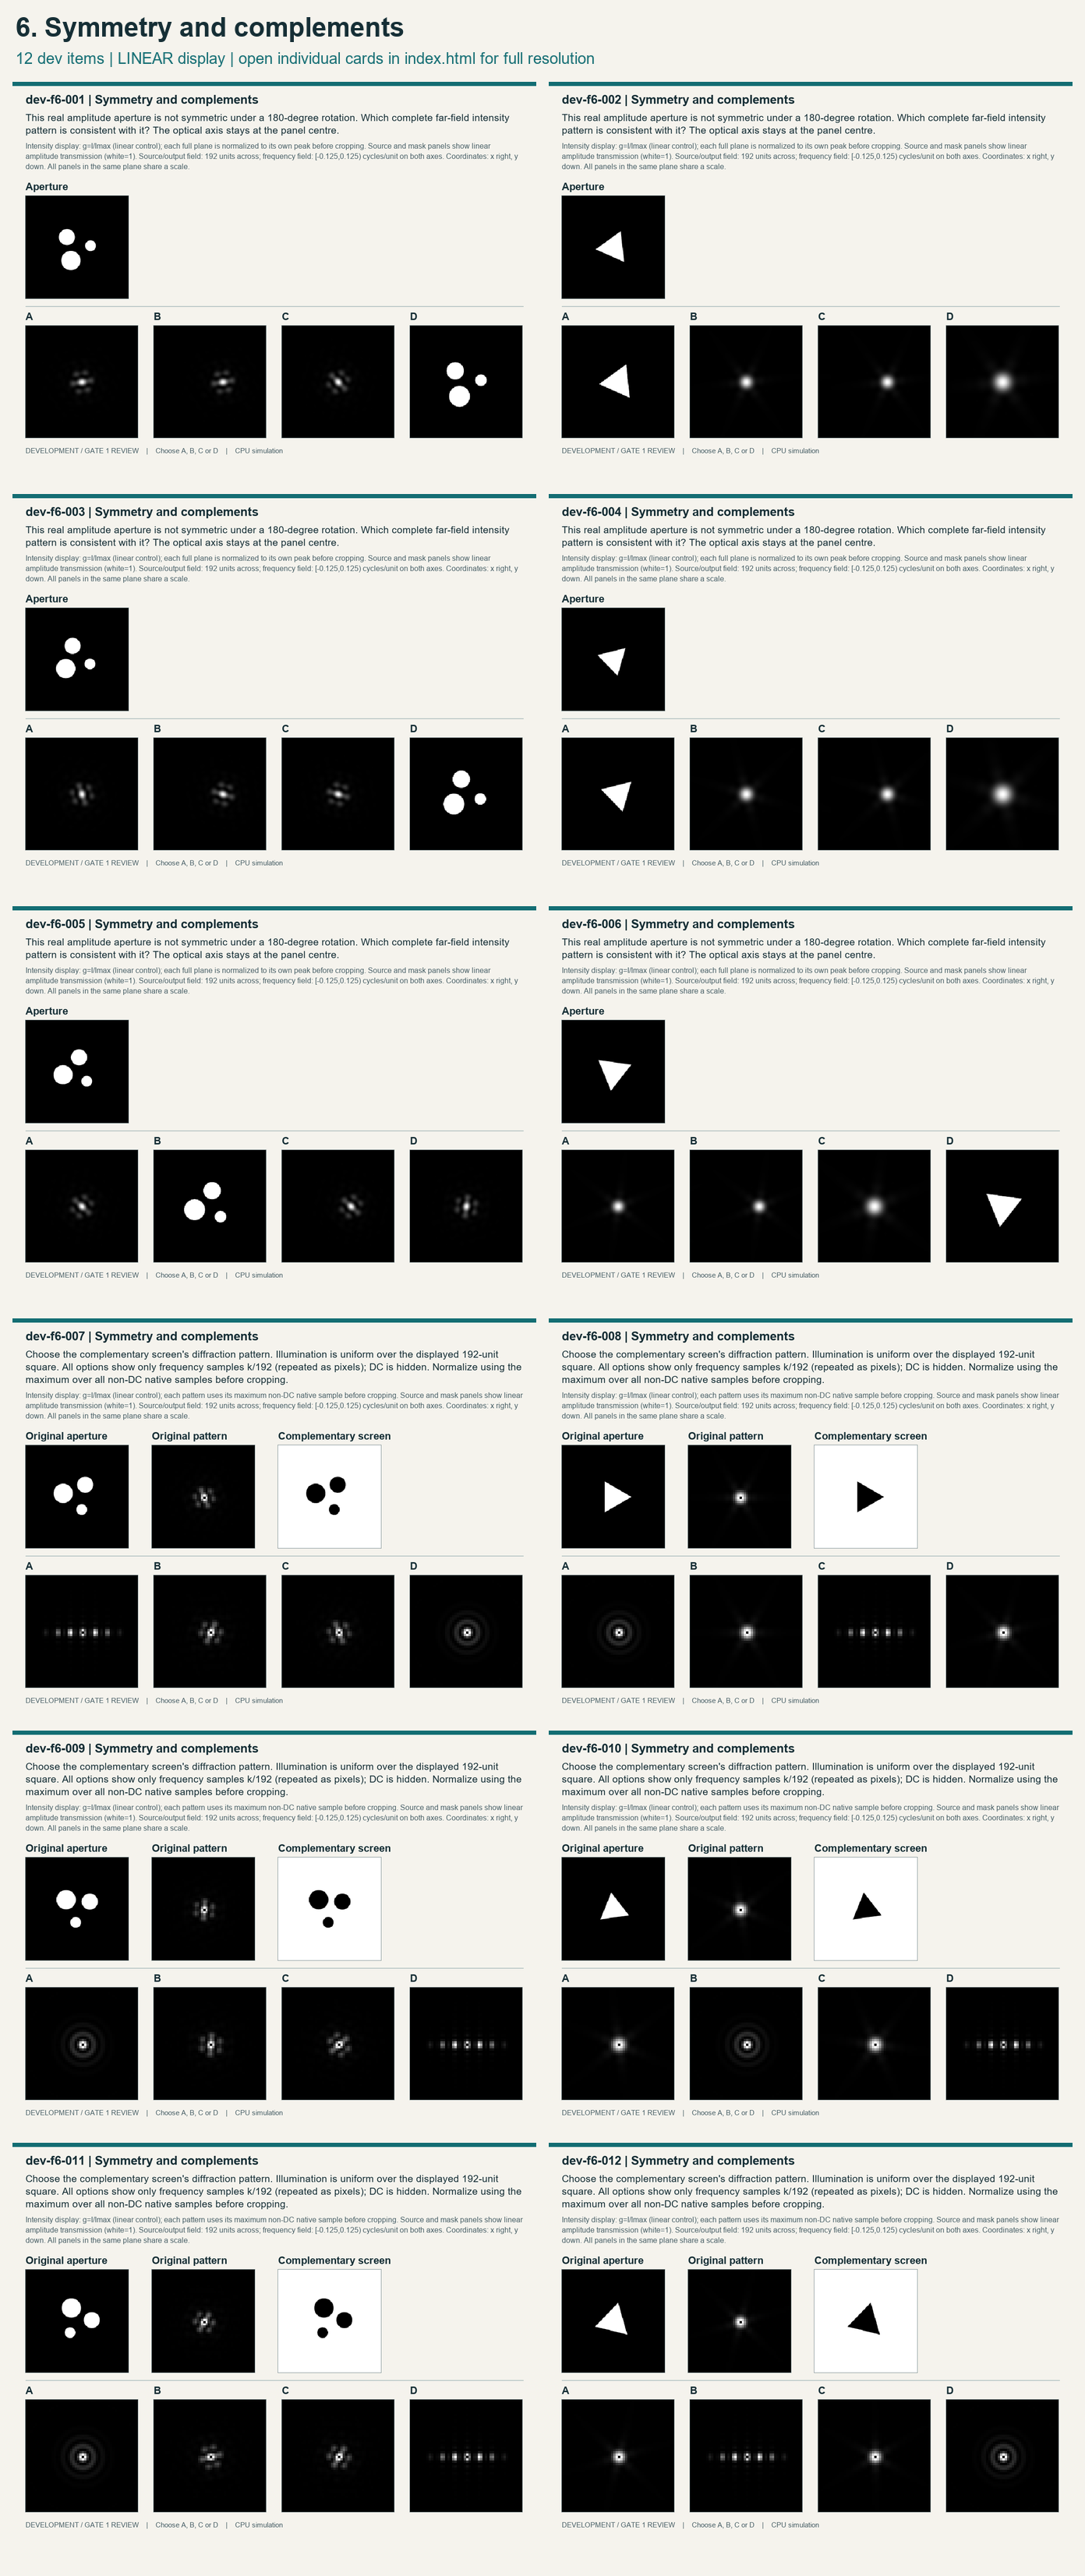 6. Symmetry and complements
12 dev items | LINEAR display | open individual cards in index.html for full resolution
dev-f6-001 | Symmetry and complements
This real amplitude aperture is not symmetric under a 180-degree rotation. Which complete far-field intensity
pattern is consistent with it? The optical axis stays at the panel centre.
Intensity display: g=I/Imax (linear control); each full plane is normalized to its own peak before cropping. Source and mask panels show linear
amplitude transmission (white=1). Source/output field: 192 units across; frequency field: [-0.125,0.125) cycles/unit on both axes. Coordinates: x right, y
down. All panels in the same plane share a scale.
Aperture
A B C D
DEVELOPMENT / GATE 1 REVIEW | Choose A, B, C or D | CPU simulation
dev-f6-002 | Symmetry and complements
This real amplitude aperture is not symmetric under a 180-degree rotation. Which complete far-field intensity
pattern is consistent with it? The optical axis stays at the panel centre.
Intensity display: g=I/Imax (linear control); each full plane is normalized to its own peak before cropping. Source and mask panels show linear
amplitude transmission (white=1). Source/output field: 192 units across; frequency field: [-0.125,0.125) cycles/unit on both axes. Coordinates: x right, y
down. All panels in the same plane share a scale.
Aperture
A B C D
DEVELOPMENT / GATE 1 REVIEW | Choose A, B, C or D | CPU simulation
dev-f6-003 | Symmetry and complements
This real amplitude aperture is not symmetric under a 180-degree rotation. Which complete far-field intensity
pattern is consistent with it? The optical axis stays at the panel centre.
Intensity display: g=I/Imax (linear control); each full plane is normalized to its own peak before cropping. Source and mask panels show linear
amplitude transmission (white=1). Source/output field: 192 units across; frequency field: [-0.125,0.125) cycles/unit on both axes. Coordinates: x right, y
down. All panels in the same plane share a scale.
Aperture
A B C D
DEVELOPMENT / GATE 1 REVIEW | Choose A, B, C or D | CPU simulation
dev-f6-004 | Symmetry and complements
This real amplitude aperture is not symmetric under a 180-degree rotation. Which complete far-field intensity
pattern is consistent with it? The optical axis stays at the panel centre.
Intensity display: g=I/Imax (linear control); each full plane is normalized to its own peak before cropping. Source and mask panels show linear
amplitude transmission (white=1). Source/output field: 192 units across; frequency field: [-0.125,0.125) cycles/unit on both axes. Coordinates: x right, y
down. All panels in the same plane share a scale.
Aperture
A B C D
DEVELOPMENT / GATE 1 REVIEW | Choose A, B, C or D | CPU simulation
dev-f6-005 | Symmetry and complements
This real amplitude aperture is not symmetric under a 180-degree rotation. Which complete far-field intensity
pattern is consistent with it? The optical axis stays at the panel centre.
Intensity display: g=I/Imax (linear control); each full plane is normalized to its own peak before cropping. Source and mask panels show linear
amplitude transmission (white=1). Source/output field: 192 units across; frequency field: [-0.125,0.125) cycles/unit on both axes. Coordinates: x right, y
down. All panels in the same plane share a scale.
Aperture
A B C D
DEVELOPMENT / GATE 1 REVIEW | Choose A, B, C or D | CPU simulation
dev-f6-006 | Symmetry and complements
This real amplitude aperture is not symmetric under a 180-degree rotation. Which complete far-field intensity
pattern is consistent with it? The optical axis stays at the panel centre.
Intensity display: g=I/Imax (linear control); each full plane is normalized to its own peak before cropping. Source and mask panels show linear
amplitude transmission (white=1). Source/output field: 192 units across; frequency field: [-0.125,0.125) cycles/unit on both axes. Coordinates: x right, y
down. All panels in the same plane share a scale.
Aperture
A B C D
DEVELOPMENT / GATE 1 REVIEW | Choose A, B, C or D | CPU simulation
dev-f6-007 | Symmetry and complements
Choose the complementary screen's diffraction pattern. Illumination is uniform over the displayed 192-unit
square. All options show only frequency samples k/192 (repeated as pixels); DC is hidden. Normalize using the
maximum over all non-DC native samples before cropping.
Intensity display: g=I/Imax (linear control); each pattern uses its maximum non-DC native sample before cropping. Source and mask panels show linear
amplitude transmission (white=1). Source/output field: 192 units across; frequency field: [-0.125,0.125) cycles/unit on both axes. Coordinates: x right, y
down. All panels in the same plane share a scale.
Original aperture Original pattern Complementary screen
A B C D
DEVELOPMENT / GATE 1 REVIEW | Choose A, B, C or D | CPU simulation
dev-f6-008 | Symmetry and complements
Choose the complementary screen's diffraction pattern. Illumination is uniform over the displayed 192-unit
square. All options show only frequency samples k/192 (repeated as pixels); DC is hidden. Normalize using the
maximum over all non-DC native samples before cropping.
Intensity display: g=I/Imax (linear control); each pattern uses its maximum non-DC native sample before cropping. Source and mask panels show linear
amplitude transmission (white=1). Source/output field: 192 units across; frequency field: [-0.125,0.125) cycles/unit on both axes. Coordinates: x right, y
down. All panels in the same plane share a scale.
Original aperture Original pattern Complementary screen
A B C D
DEVELOPMENT / GATE 1 REVIEW | Choose A, B, C or D | CPU simulation
dev-f6-009 | Symmetry and complements
Choose the complementary screen's diffraction pattern. Illumination is uniform over the displayed 192-unit
square. All options show only frequency samples k/192 (repeated as pixels); DC is hidden. Normalize using the
maximum over all non-DC native samples before cropping.
Intensity display: g=I/Imax (linear control); each pattern uses its maximum non-DC native sample before cropping. Source and mask panels show linear
amplitude transmission (white=1). Source/output field: 192 units across; frequency field: [-0.125,0.125) cycles/unit on both axes. Coordinates: x right, y
down. All panels in the same plane share a scale.
Original aperture Original pattern Complementary screen
A B C D
DEVELOPMENT / GATE 1 REVIEW | Choose A, B, C or D | CPU simulation
dev-f6-010 | Symmetry and complements
Choose the complementary screen's diffraction pattern. Illumination is uniform over the displayed 192-unit
square. All options show only frequency samples k/192 (repeated as pixels); DC is hidden. Normalize using the
maximum over all non-DC native samples before cropping.
Intensity display: g=I/Imax (linear control); each pattern uses its maximum non-DC native sample before cropping. Source and mask panels show linear
amplitude transmission (white=1). Source/output field: 192 units across; frequency field: [-0.125,0.125) cycles/unit on both axes. Coordinates: x right, y
down. All panels in the same plane share a scale.
Original aperture Original pattern Complementary screen
A B C D
DEVELOPMENT / GATE 1 REVIEW | Choose A, B, C or D | CPU simulation
dev-f6-011 | Symmetry and complements
Choose the complementary screen's diffraction pattern. Illumination is uniform over the displayed 192-unit
square. All options show only frequency samples k/192 (repeated as pixels); DC is hidden. Normalize using the
maximum over all non-DC native samples before cropping.
Intensity display: g=I/Imax (linear control); each pattern uses its maximum non-DC native sample before cropping. Source and mask panels show linear
amplitude transmission (white=1). Source/output field: 192 units across; frequency field: [-0.125,0.125) cycles/unit on both axes. Coordinates: x right, y
down. All panels in the same plane share a scale.
Original aperture Original pattern Complementary screen
A B C D
DEVELOPMENT / GATE 1 REVIEW | Choose A, B, C or D | CPU simulation
dev-f6-012 | Symmetry and complements
Choose the complementary screen's diffraction pattern. Illumination is uniform over the displayed 192-unit
square. All options show only frequency samples k/192 (repeated as pixels); DC is hidden. Normalize using the
maximum over all non-DC native samples before cropping.
Intensity display: g=I/Imax (linear control); each pattern uses its maximum non-DC native sample before cropping. Source and mask panels show linear
amplitude transmission (white=1). Source/output field: 192 units across; frequency field: [-0.125,0.125) cycles/unit on both axes. Coordinates: x right, y
down. All panels in the same plane share a scale.
Original aperture Original pattern Complementary screen
A B C D
DEVELOPMENT / GATE 1 REVIEW | Choose A, B, C or D | CPU simulation